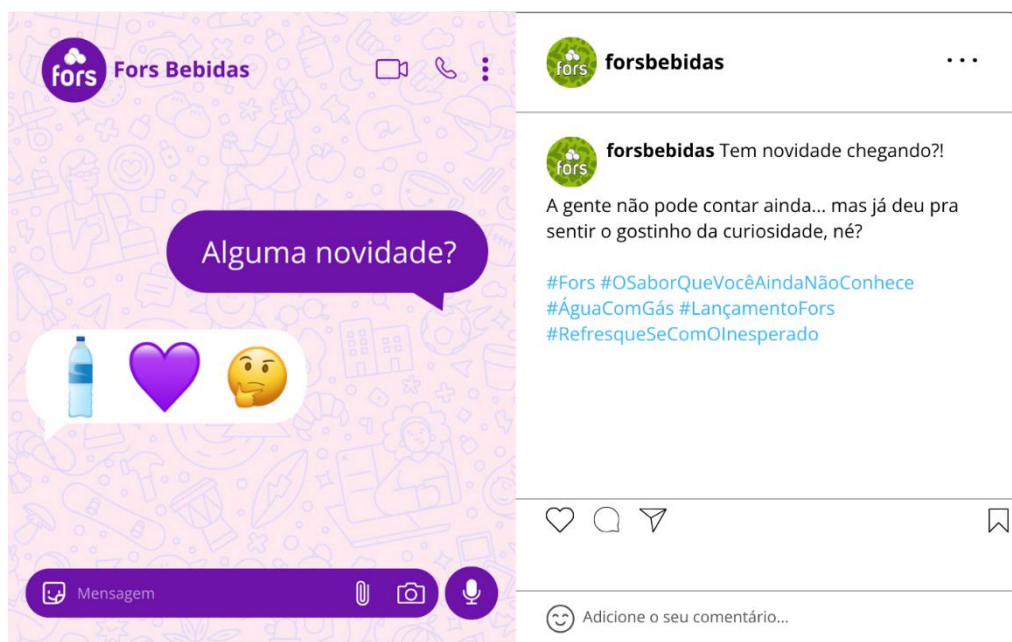 fors
Fors Bebidas
Alguma novidade?
Mensagem
fors
forsbebidas
fors
forsbebidas Tem novidade chegando?!
A gente não pode contar ainda... mas já deu pra
sentir o gostinho da curiosidade, né?
#Fors #OSaborQueVocêAindaNãoConhece
#ÁguaComGás #LançamentoFors
#RefresqueSeComOInesperado
Adicione o seu comentário...